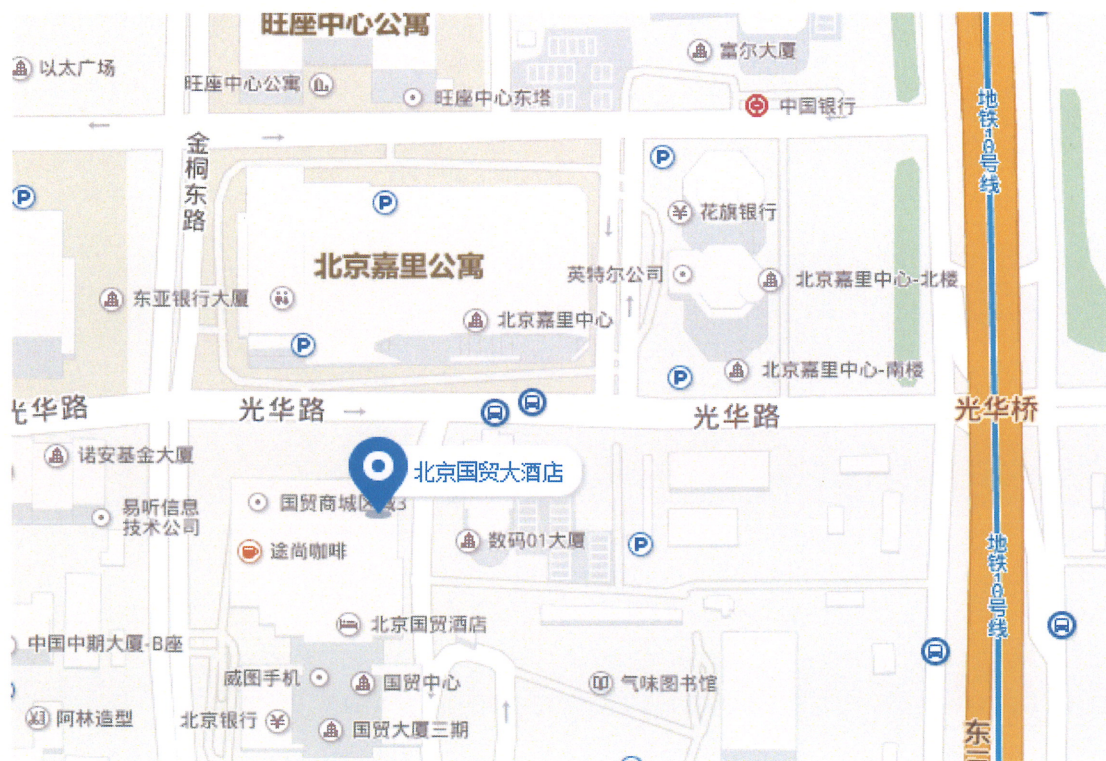 旺座中心公寓
富尔大厦
以太广场
旺座中心公寓
旺座中心东塔
中国银行
地铁10号线
金桐东路
P
P
P
花旗银行
北京嘉里公寓
英特尔公司
北京嘉里中心-北楼
东亚银行大厦
北京嘉里中心
P
P
北京嘉里中心-南楼
光华路
光华路
光华路
光华桥
诺安基金大厦
北京国贸大酒店
国贸商城区域3
易听信息
技术公司
途尚咖啡
数码01大厦
P
地铁10号线
北京国贸酒店
中国中期大厦-B座
威图手机
国贸中心
气味图书馆
阿林造型
北京银行
国贸大厦三期
东